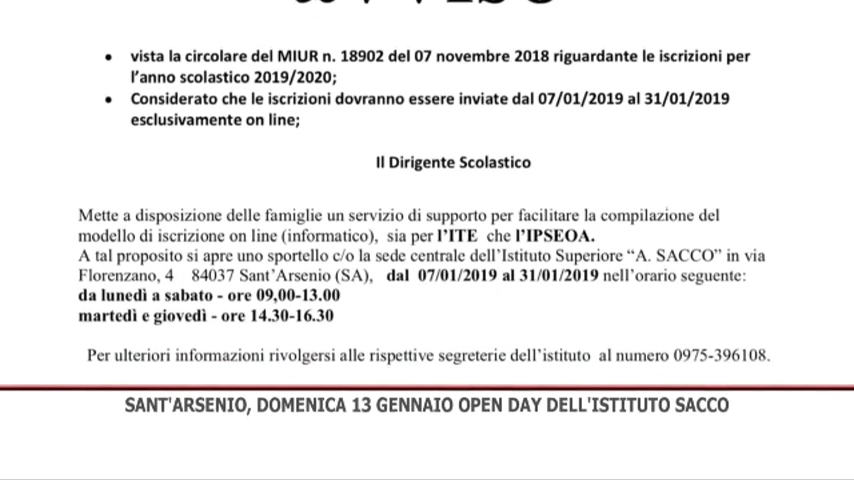 • vista la circolare del MIUR n. 18902 del 07 novembre 2018 riguardante le iscrizioni per
l'anno scolastico 2019/2020;
• Considerato che le iscrizioni dovranno essere inviate dal 07/01/2019 al 31/01/2019
esclusivamente on line;
Il Dirigente Scolastico
Mette a disposizione delle famiglie un servizio di supporto per facilitare la compilazione del
modello di iscrizione on line (informatico), sia per l'ITE che l'IPSEOA.
A tal proposito si apre uno sportello c/o la sede centrale dell'Istituto Superiore “A. SACCO” in via
Florenzano, 4 84037 Sant'Arsenio (SA), dal 07/01/2019 al 31/01/2019 nell'orario seguente:
da lunedì a sabato - ore 09,00-13.00
martedì e giovedì - ore 14.30-16.30
Per ulteriori informazioni rivolgersi alle rispettive segreterie dell'istituto al numero 0975-396108.
SANT'ARSENIO, DOMENICA 13 GENNAIO OPEN DAY DELL'ISTITUTO SACCO